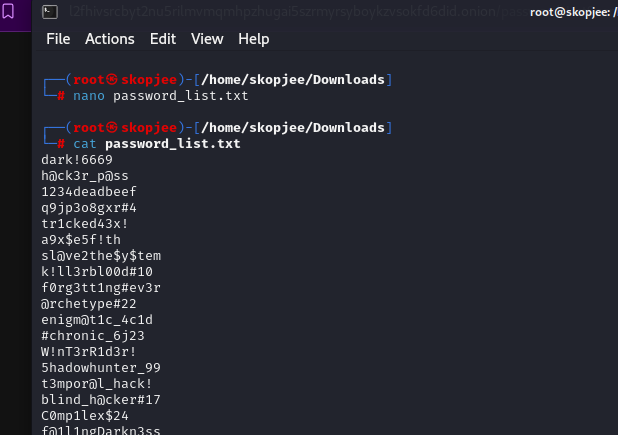 root@skopjee: /
File Actions Edit View Help
┌──(root㉿skopjee)-[/home/skopjee/Downloads]
└─# nano password_list.txt
┌──(root㉿skopjee)-[/home/skopjee/Downloads]
└─# cat password_list.txt
dark!6669
h@ck3r_p@ss
1234deadbeef
q9jp3o8gxr#4
tr1cked43x!
a9x$e5f!th
sl@ve2the$y$tem
k!ll3rbl00d#10
f0rg3tt1ng#ev3r
@rchetype#22
enigm@t1c_4c1d
#chronic_6j23
W!nT3rR1d3r!
5hadowhunter_99
t3mpor@l_hack!
blind_h@cker#17
C0mp1lex$24
f@1l1ngDarkn3ss